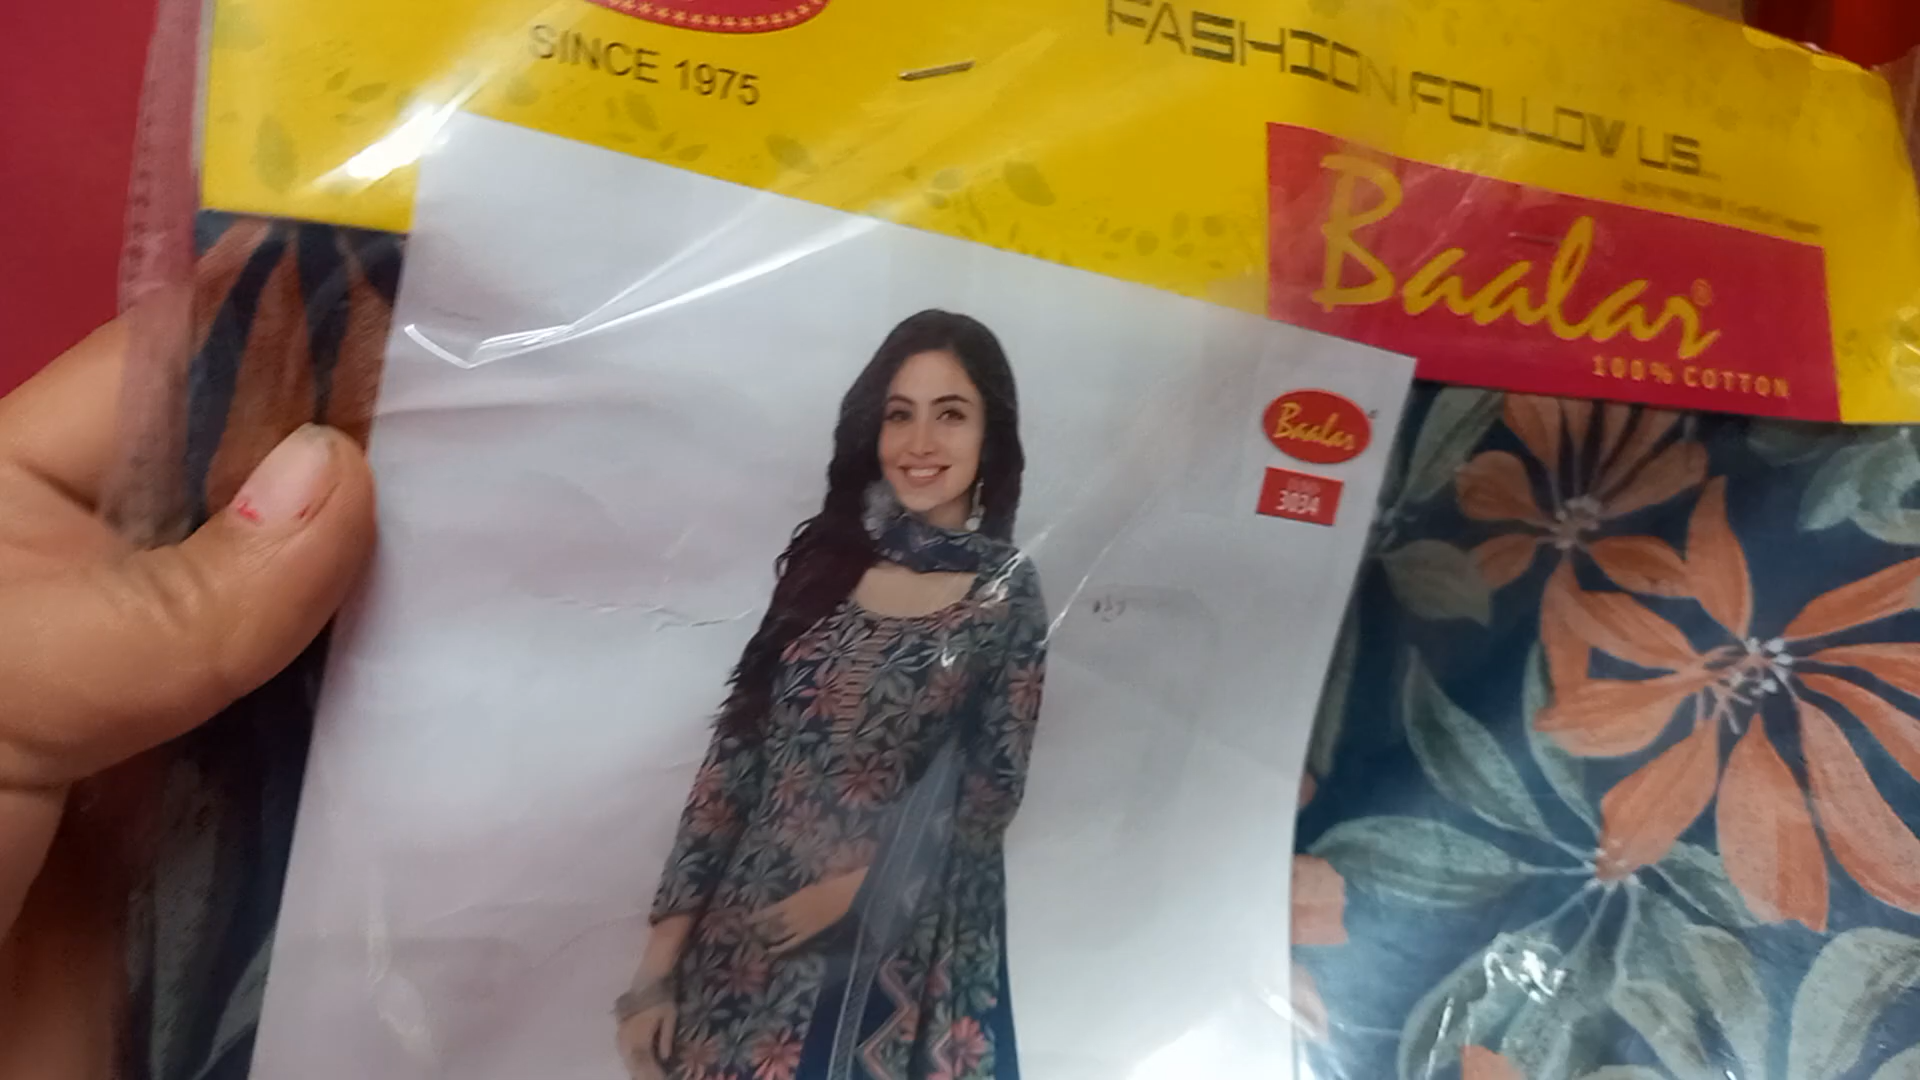 SINCE 1975
FASHION FOLLOW US...
Baalar®
100% COTTON
Baalar
3034